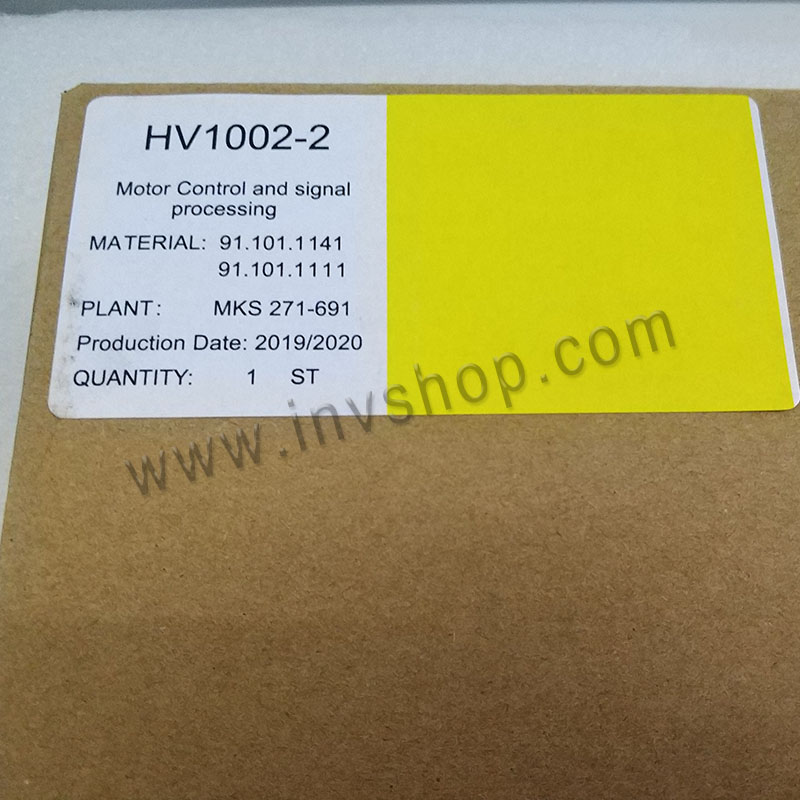 HV1002-2
Motor Control and signal
processing
MATERIAL: 91.101.1141
91.101.1111
PLANT: MKS 271-691
Production Date: 2019/2020
QUANTITY: 1 ST
www.invshop.com